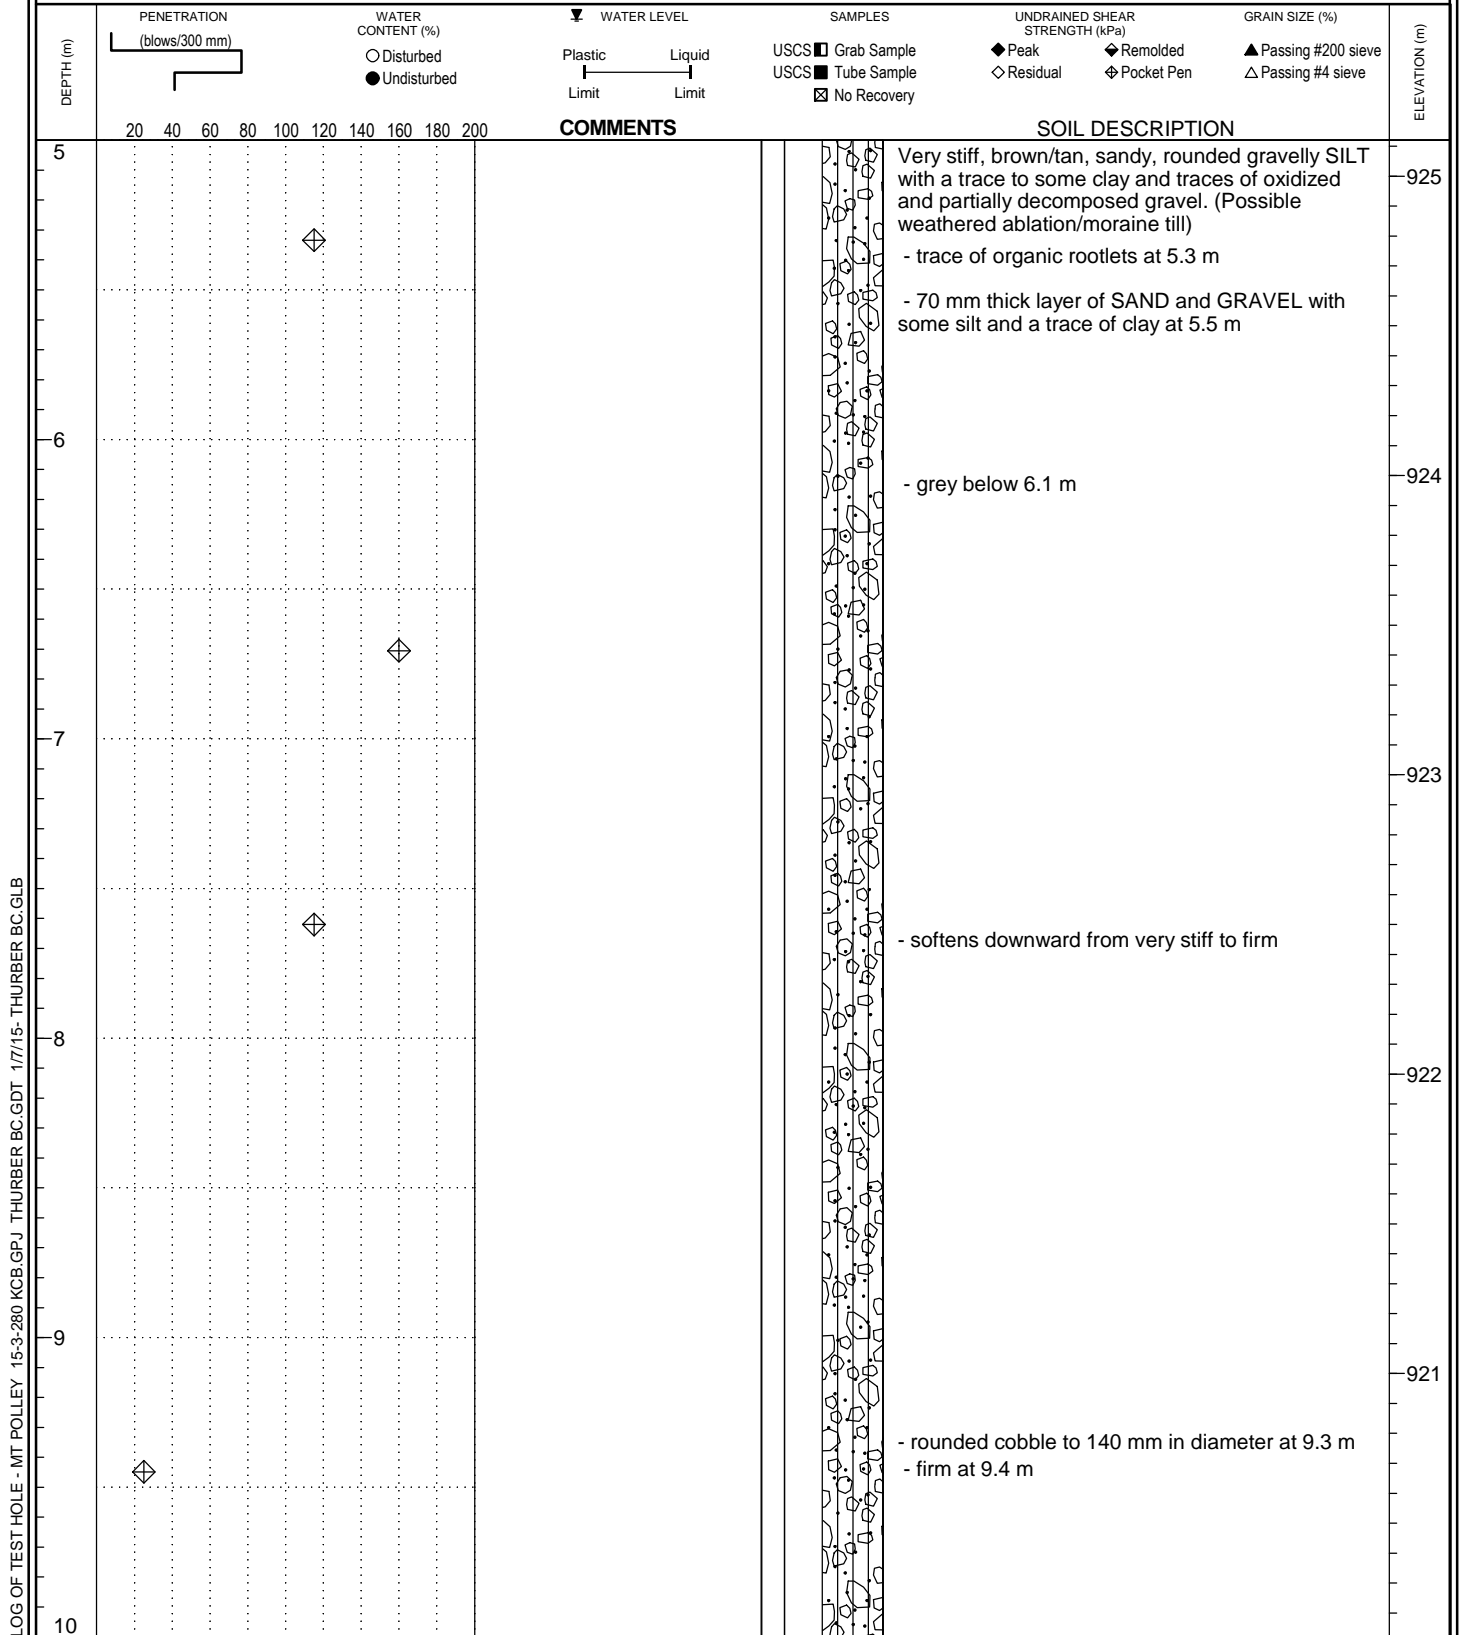 PENETRATION
(blows/300 mm)
WATER
CONTENT (%)
Disturbed
Undisturbed
WATER LEVEL
Plastic Liquid
Limit Limit
SAMPLES
USCS Grab Sample
USCS Tube Sample
No Recovery
UNDRAINED SHEAR
STRENGTH (kPa)
Peak Remolded
Residual Pocket Pen
GRAIN SIZE (%)
Passing #200 sieve
Passing #4 sieve
DEPTH (m)
ELEVATION (m)
20 40 60 80 100 120 140 160 180 200
COMMENTS
SOIL DESCRIPTION
5
Very stiff, brown/tan, sandy, rounded gravelly SILT
with a trace to some clay and traces of oxidized
and partially decomposed gravel. (Possible
weathered ablation/moraine till)
925
- trace of organic rootlets at 5.3 m
- 70 mm thick layer of SAND and GRAVEL with
some silt and a trace of clay at 5.5 m
6
924
- grey below 6.1 m
7
923
- softens downward from very stiff to firm
8
922
9
921
- rounded cobble to 140 mm in diameter at 9.3 m
- firm at 9.4 m
10
LOG OF TEST HOLE - MT POLLEY 15-3-280 KCB.GPJ THURBER BC.GDT 1/7/15- THURBER BC.GLB